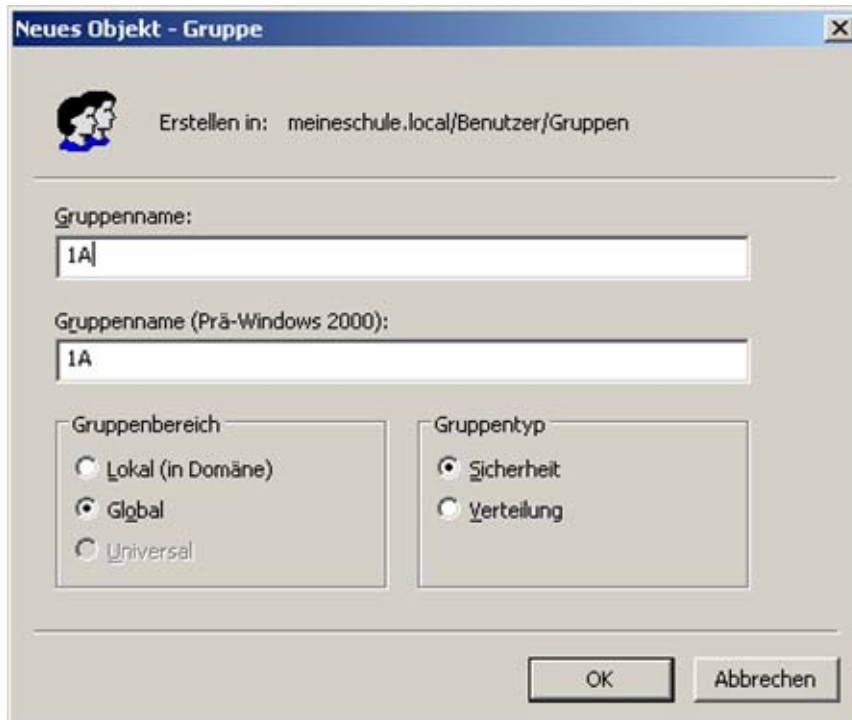 Neues Objekt - Gruppe
Erstellen in: meineschule.local/Benutzer/Gruppen
Gruppenname:
1A
Gruppenname (Prä-Windows 2000):
1A
Gruppenbereich
Lokal (in Domäne)
Global
Universal
Gruppentyp
Sicherheit
Verteilung
OK Abbrechen